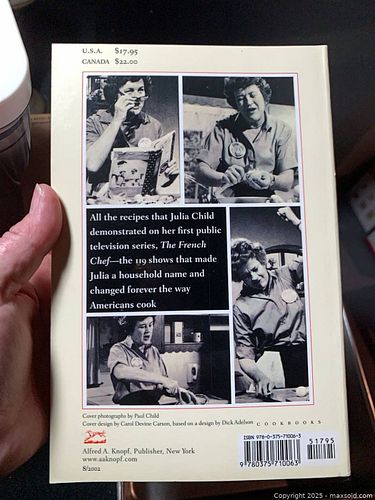 U.S.A. $17.95
CANADA $22.00
All the recipes that Julia Child
demonstrated on her first public
television series, The French
Chef—the 119 shows that made
Julia a household name and
changed forever the way
Americans cook
Cover photographs by Paul Child
Cover design by Carol Devine Carson, based on a design by Dick Adelson
COOKBOOKS
Alfred A. Knopf, Publisher, New York
www.aaknopf.com
8/2002
ISBN 978-0-375-71006-3
51795
9 780375 710063
Copyright 2025 - maxsold.com